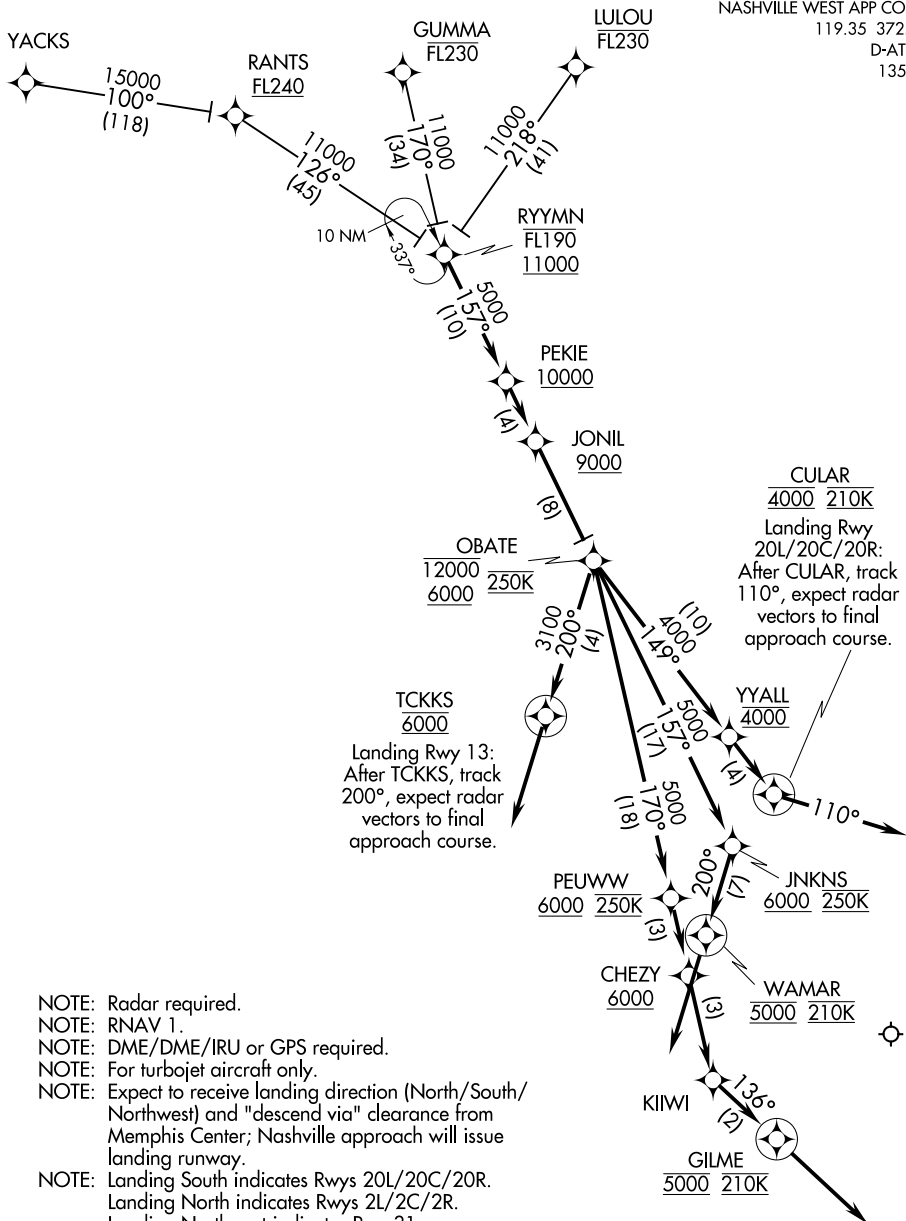 NASHVILLE WEST APP CO
119.35 372
D-AT
135
YACKS
15000
100°
(118)
RANTS
FL240
11000
126°
(45)
GUMMA
FL230
11000
170°
(34)
LULOU
FL230
11000
218°
(41)
10 NM
337°
RYYMN
FL190
11000
5000
157°
(10)
PEKIE
10000
(4)
JONIL
9000
(8)
OBATE
12000
6000 250K
3100
200°
(4)
TCKKS
6000
Landing Rwy 13:
After TCKKS, track
200°, expect radar
vectors to final
approach course.
CULAR
4000 210K
Landing Rwy
20L/20C/20R:
After CULAR, track
110°, expect radar
vectors to final
approach course.
(10)
4000
149°
YYALL
4000
(4)
110°
5000
157°
(17)
5000
170°
(18)
JNKNS
6000 250K
200°
(7)
PEUWW
6000 250K
(3)
CHEZY
6000
(3)
WAMAR
5000 210K
KIIWI
136°
(2)
GILME
5000 210K
NOTE: Radar required.
NOTE: RNAV 1.
NOTE: DME/DME/IRU or GPS required.
NOTE: For turbojet aircraft only.
NOTE: Expect to receive landing direction (North/South/
Northwest) and "descend via" clearance from
Memphis Center; Nashville approach will issue
landing runway.
NOTE: Landing South indicates Rwys 20L/20C/20R.
Landing North indicates Rwys 2L/2C/2R.